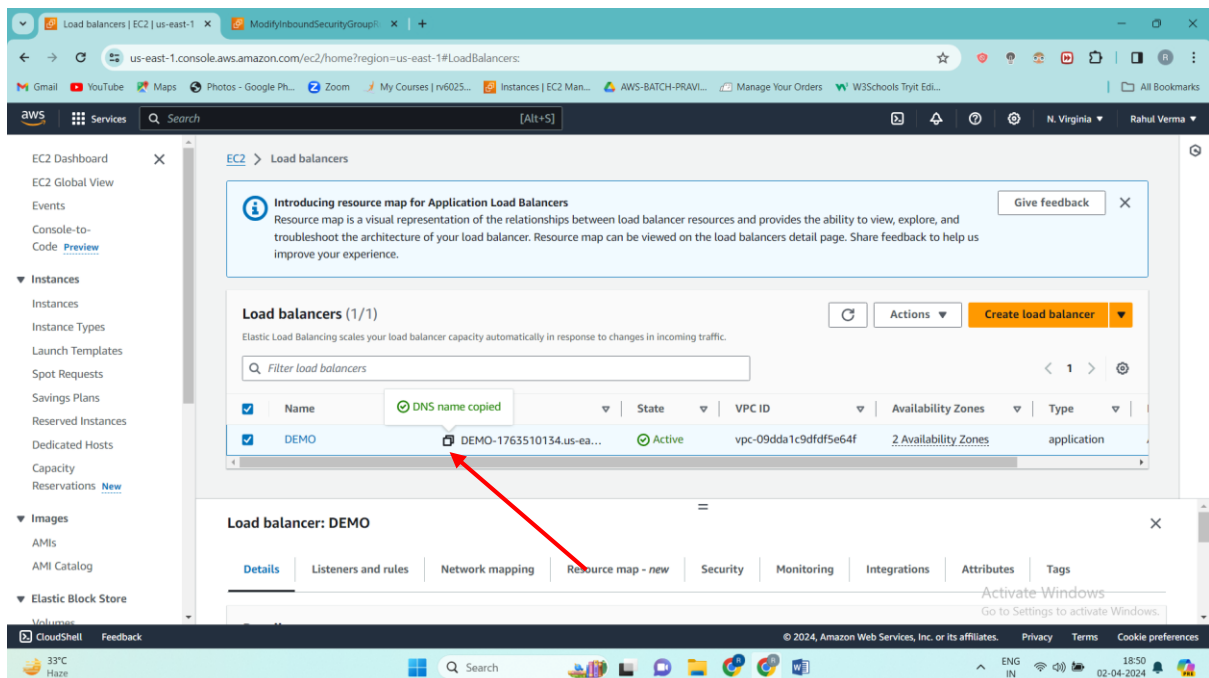 Load balancers | EC2 | us-east-1
ModifyInboundSecurityGroupR
us-east-1.console.aws.amazon.com/ec2/home?region=us-east-1#LoadBalancers:
R
Gmail YouTube Maps Photos - Google Ph... Zoom My Courses | rv6025... Instances | EC2 Man... AWS-BATCH-PRAVI... Manage Your Orders W3Schools Tryit Edi... All Bookmarks
aws Services Search [Alt+S] N. Virginia ▼ Rahul Verma ▼
EC2 Dashboard
EC2 Global View
Events
Console-to-
Code Preview
▼ Instances
Instances
Instance Types
Launch Templates
Spot Requests
Savings Plans
Reserved Instances
Dedicated Hosts
Capacity
Reservations New
▼ Images
AMIs
AMI Catalog
▼ Elastic Block Store
Volumes
EC2 > Load balancers
Introducing resource map for Application Load Balancers
Resource map is a visual representation of the relationships between load balancer resources and provides the ability to view, explore, and
troubleshoot the architecture of your load balancer. Resource map can be viewed on the load balancers detail page. Share feedback to help us
improve your experience.
Give feedback
Load balancers (1/1)
Elastic Load Balancing scales your load balancer capacity automatically in response to changes in incoming traffic.
Actions ▼
Create load balancer ▼
Filter load balancers
< 1 >
DNS name copied
Name State VPC ID Availability Zones Type
DEMO DEMO-1763510134.us-ea... Active vpc-09dda1c9dfdf5e64f 2 Availability Zones application
Load balancer: DEMO
Details Listeners and rules Network mapping Resource map - new Security Monitoring Integrations Attributes Tags
Activate Windows
Go to Settings to activate Windows.
CloudShell Feedback © 2024, Amazon Web Services, Inc. or its affiliates. Privacy Terms Cookie preferences
33°C
Haze
Search
ENG
IN
18:50
02-04-2024